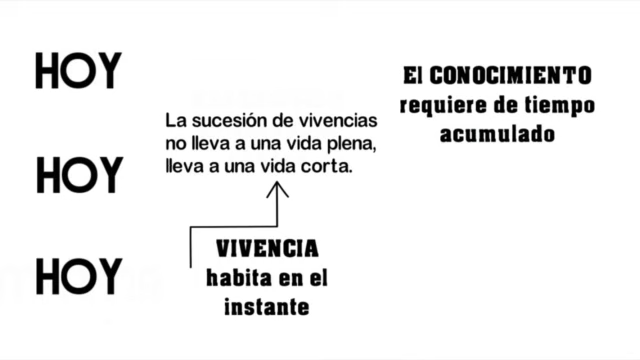 HOY
HOY
HOY
La sucesión de vivencias
no lleva a una vida plena,
lleva a una vida corta.
VIVENCIA
habita en el
instante
El CONOCIMIENTO
requiere de tiempo
acumulado